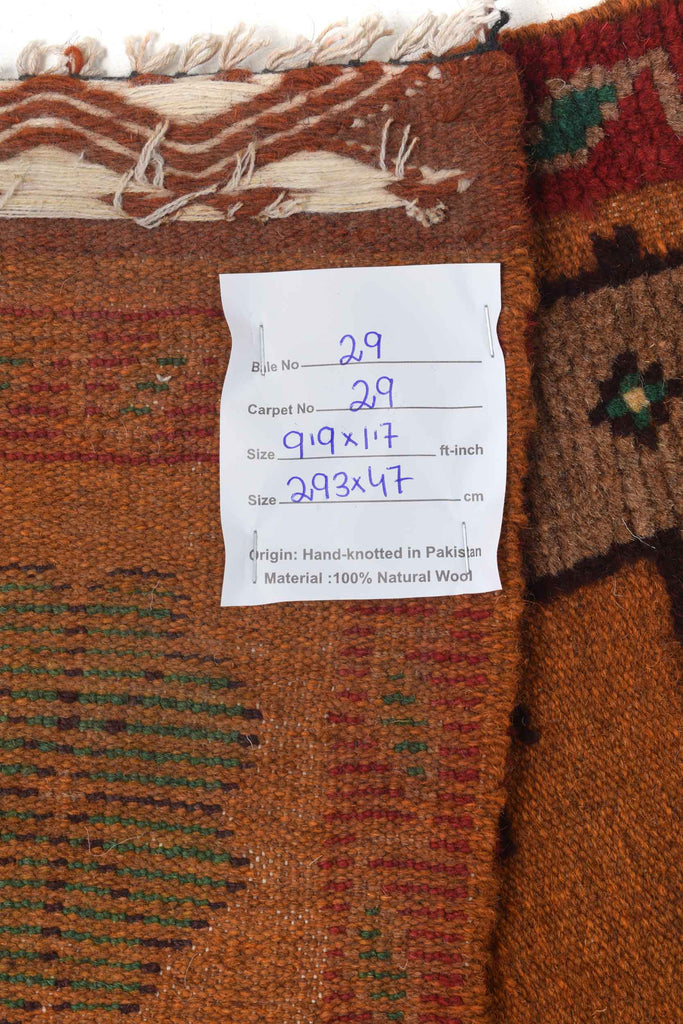 Bale No 29
Carpet No 29
Size 9'9x1'7 ft-inch
Size 293x47 cm
Origin: Hand-knotted in Pakistan
Material :100% Natural Wool